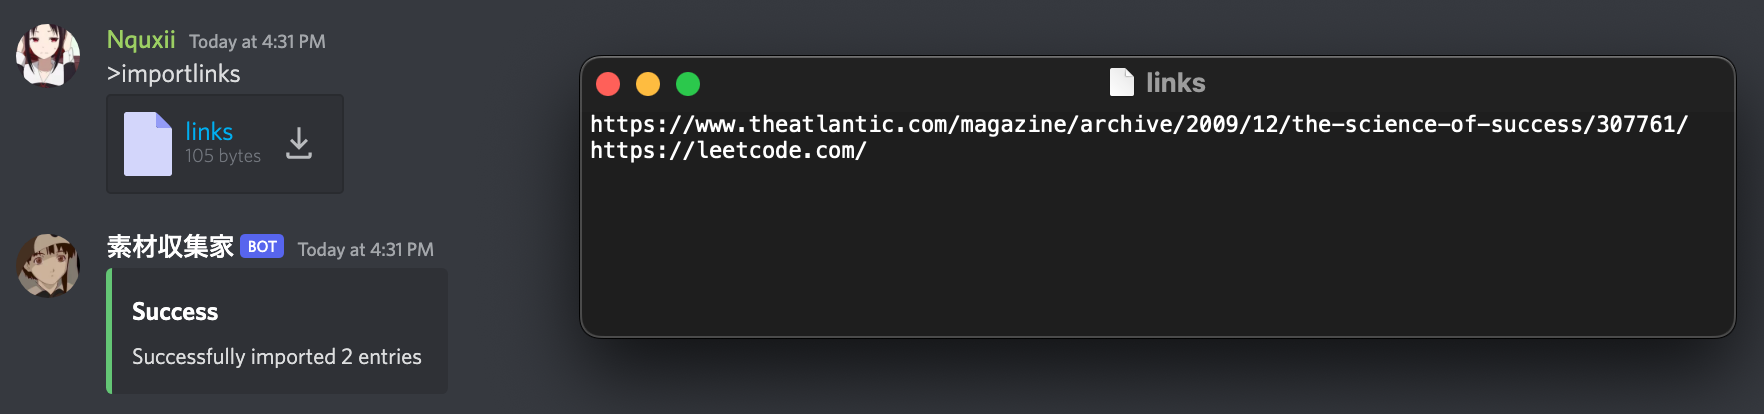 Nquxii Today at 4:31 PM
>importlinks
links
105 bytes
素材収集家 BOT Today at 4:31 PM
Success
Successfully imported 2 entries
links
https://www.theatlantic.com/magazine/archive/2009/12/the-science-of-success/307761/
https://leetcode.com/